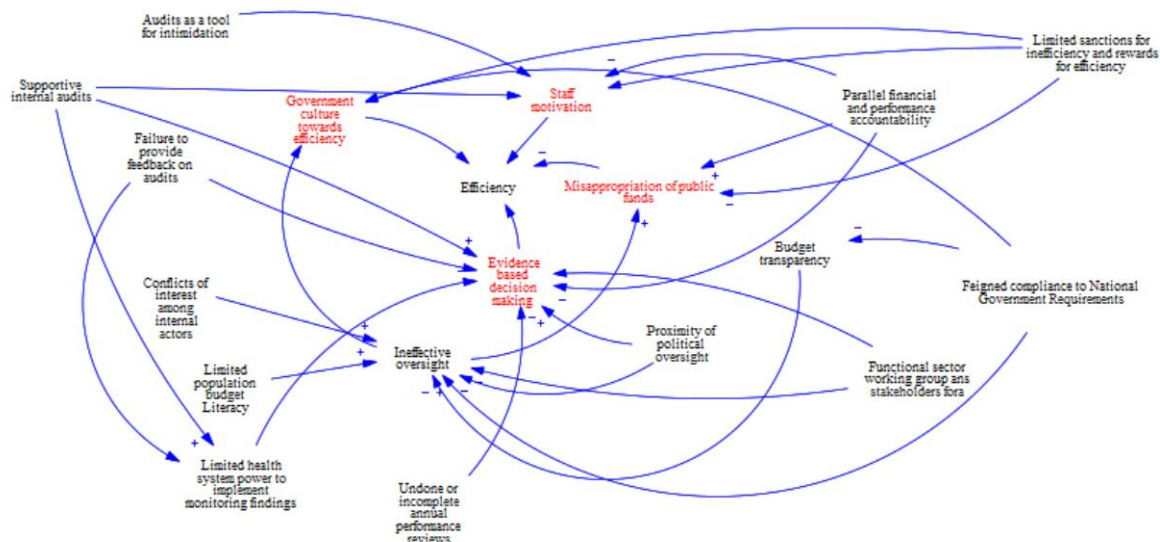 Audits as a tool
for intimidation
Limited sanctions for
inefficiency and rewards
for efficiency
Supportive
internal audits
Government
culture
towards
efficiency
Staff
motivation
Parallel financial
and performance
accountability
Failure to
provide
feedback on
audits
Efficiency
Misappropriation of public
funds
Budget
transparency
Evidence
based
decision
making
Conflicts of
interest among
internal
actors
Feigned compliance to National
Government Requirements
Proximity of
political
oversight
Ineffective
oversight
Limited
population
budget
Literacy
Functional sector
working group ans
stakeholders fora
Limited health
system power to
implement
monitoring findings
Undone or
incomplete
annual
performance
reviews